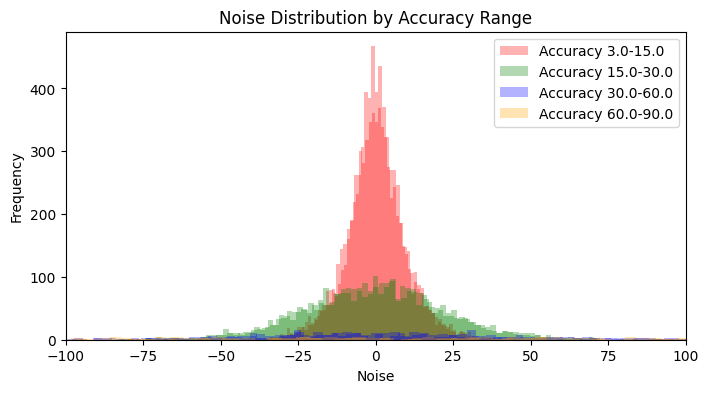 Noise Distribution by Accuracy Range
Accuracy 3.0-15.0
Accuracy 15.0-30.0
Accuracy 30.0-60.0
Accuracy 60.0-90.0
Frequency
400
300
200
100
0
−100 −75 −50 −25 0 25 50 75 100
Noise